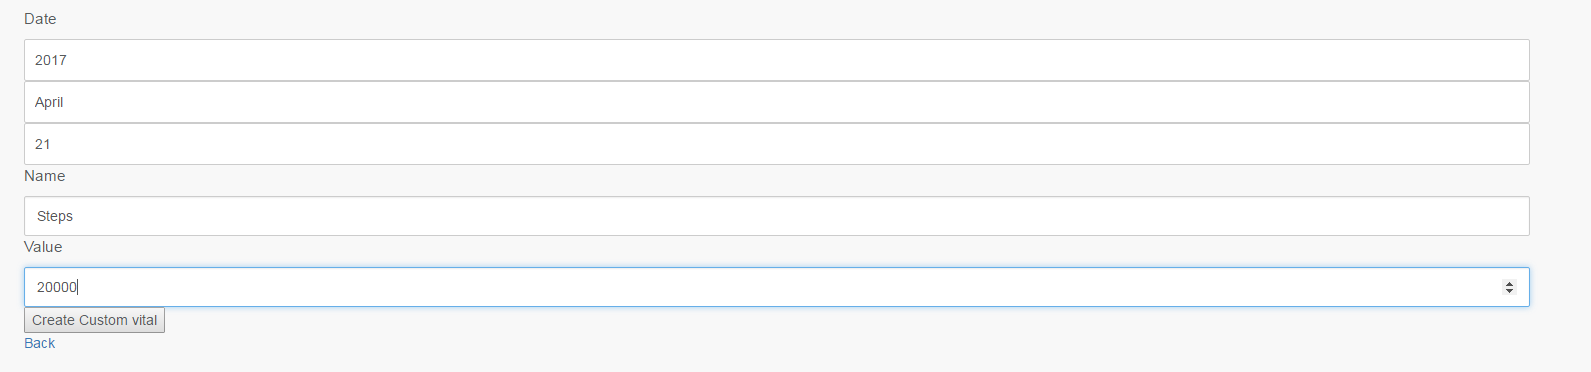 Date
2017
April
21
Name
Steps
Value
20000
Create Custom vital
Back